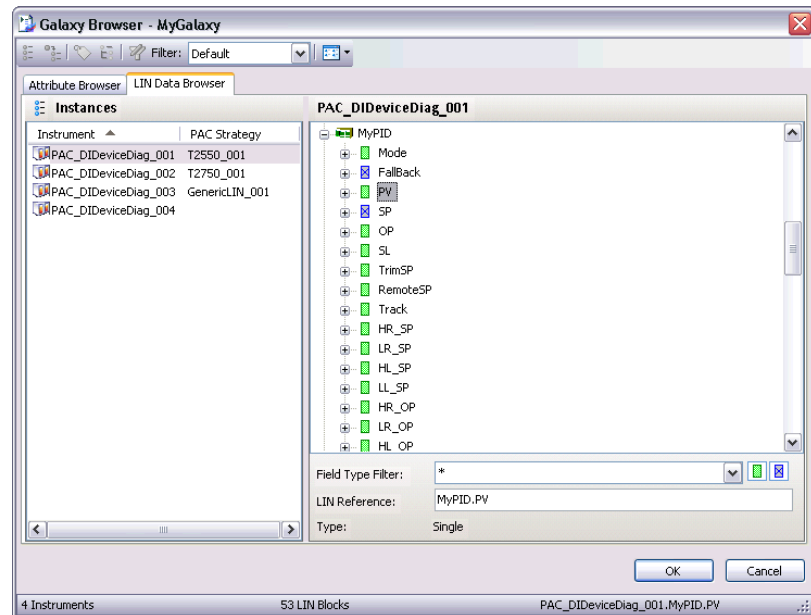 Galaxy Browser - MyGalaxy
Filter: Default
Attribute Browser LIN Data Browser
Instances
Instrument PAC Strategy
PAC_DIDeviceDiag_001 T2550_001
PAC_DIDeviceDiag_002 T2750_001
PAC_DIDeviceDiag_003 GenericLIN_001
PAC_DIDeviceDiag_004
PAC_DIDeviceDiag_001
MyPID
Mode
FallBack
PV
SP
OP
SL
TrimSP
RemoteSP
Track
HR_SP
LR_SP
HL_SP
LL_SP
HR_OP
LR_OP
HL_OP
Field Type Filter: *
LIN Reference: MyPID.PV
Type: Single
OK Cancel
4 Instruments 53 LIN Blocks PAC_DIDeviceDiag_001.MyPID.PV